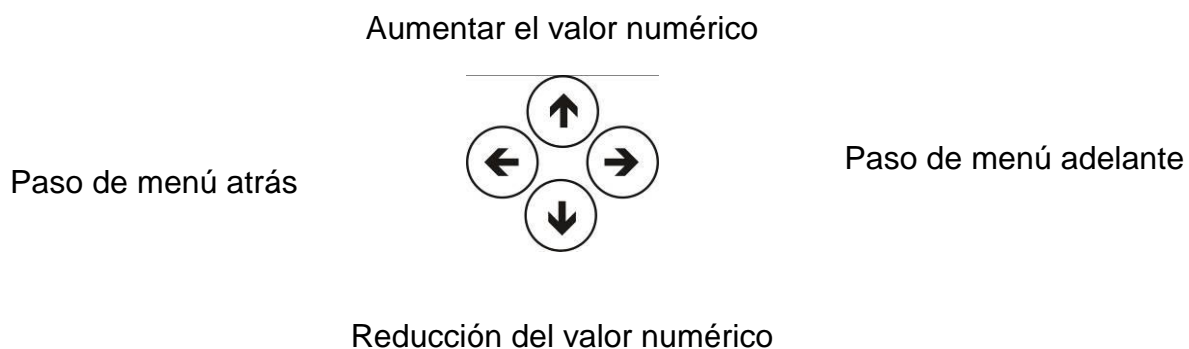 Aumentar el valor numérico
Paso de menú atrás
Paso de menú adelante
Reducción del valor numérico